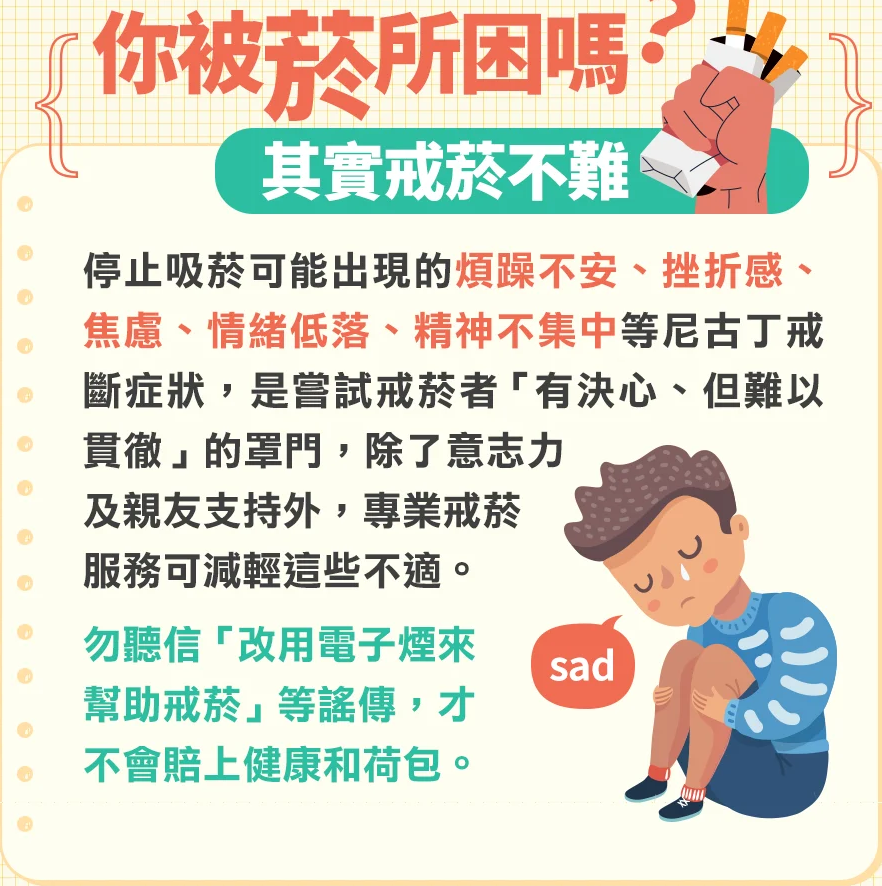 你被菸所困嗎?
其實戒菸不難
停止吸菸可能出現的煩躁不安、挫折感、
焦慮、情緒低落、精神不集中等尼古丁戒
斷症狀，是嘗試戒菸者「有決心、但難以
貫徹」的罩門，除了意志力
及親友支持外，專業戒菸
服務可減輕這些不適。
勿聽信「改用電子煙來
幫助戒菸」等謠傳，才
不會賠上健康和荷包。
sad